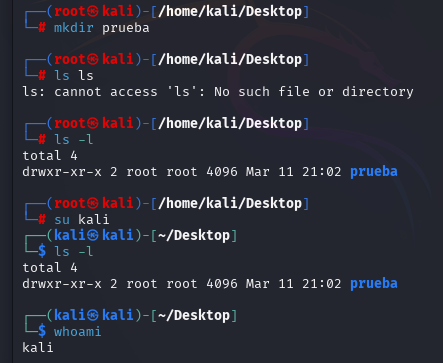 ┌──(root㉿kali)-[/home/kali/Desktop]
└─# mkdir prueba
┌──(root㉿kali)-[/home/kali/Desktop]
└─# ls ls
ls: cannot access 'ls': No such file or directory
┌──(root㉿kali)-[/home/kali/Desktop]
└─# ls -l
total 4
drwxr-xr-x 2 root root 4096 Mar 11 21:02 prueba
┌──(root㉿kali)-[/home/kali/Desktop]
└─# su kali
┌──(kali㉿kali)-[~/Desktop]
└─$ ls -l
total 4
drwxr-xr-x 2 root root 4096 Mar 11 21:02 prueba
┌──(kali㉿kali)-[~/Desktop]
└─$ whoami
kali